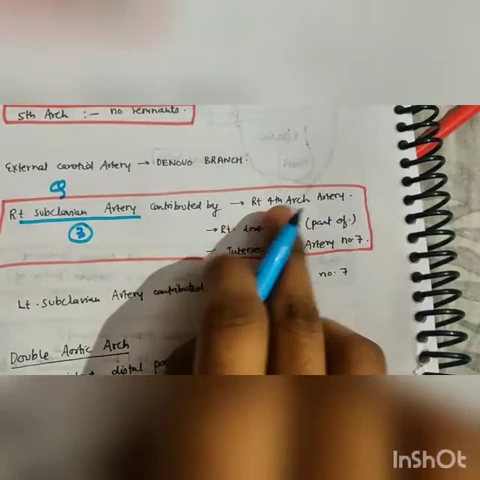 5th Arch :- no remnants.
External carotid Artery → DENOVO BRANCH.
Q
Rt subclavian Artery contributed by → Rt 4th Arch Artery.
3
→ Rt. (part of.)
→ Artery no 7.
Lt. subclavian Artery contributed no. 7
Double Aortic Arch
distal
InShOt